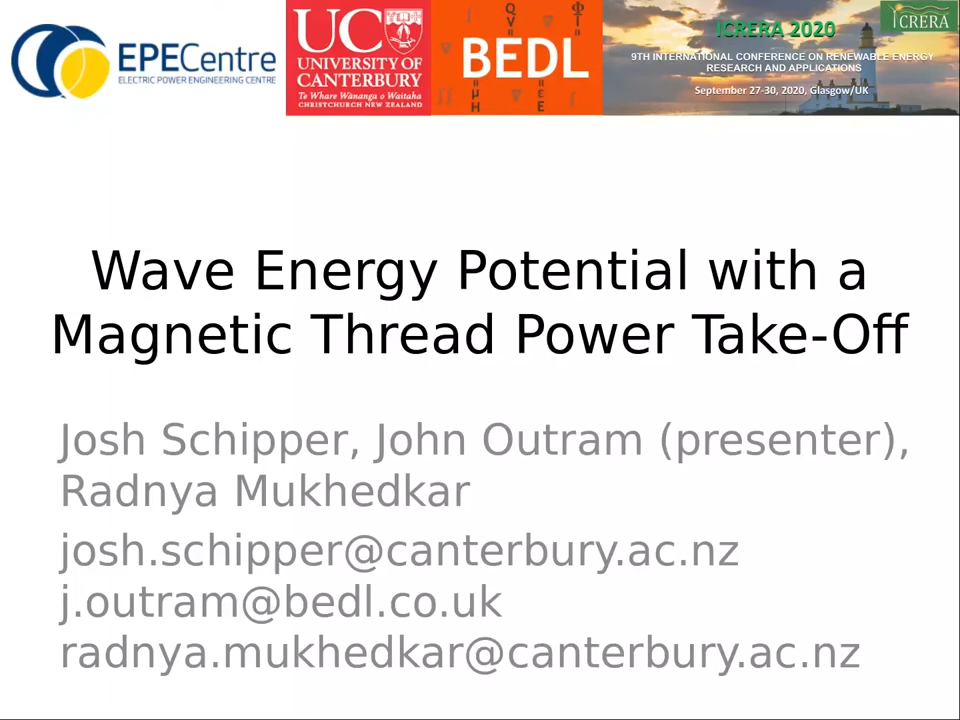 EPECentre
ELECTRIC POWER ENGINEERING CENTRE
UC
UNIVERSITY OF
CANTERBURY
Te Whare Wānanga o Waitaha
CHRISTCHURCH NEW ZEALAND
BEDL
ICRERA 2020
ICRERA
9TH INTERNATIONAL CONFERENCE ON RENEWABLE ENERGY
RESEARCH AND APPLICATIONS
September 27-30, 2020, Glasgow/UK
Wave Energy Potential with a
Magnetic Thread Power Take-Off
Josh Schipper, John Outram (presenter),
Radnya Mukhedkar
josh.schipper@canterbury.ac.nz
j.outram@bedl.co.uk
radnya.mukhedkar@canterbury.ac.nz